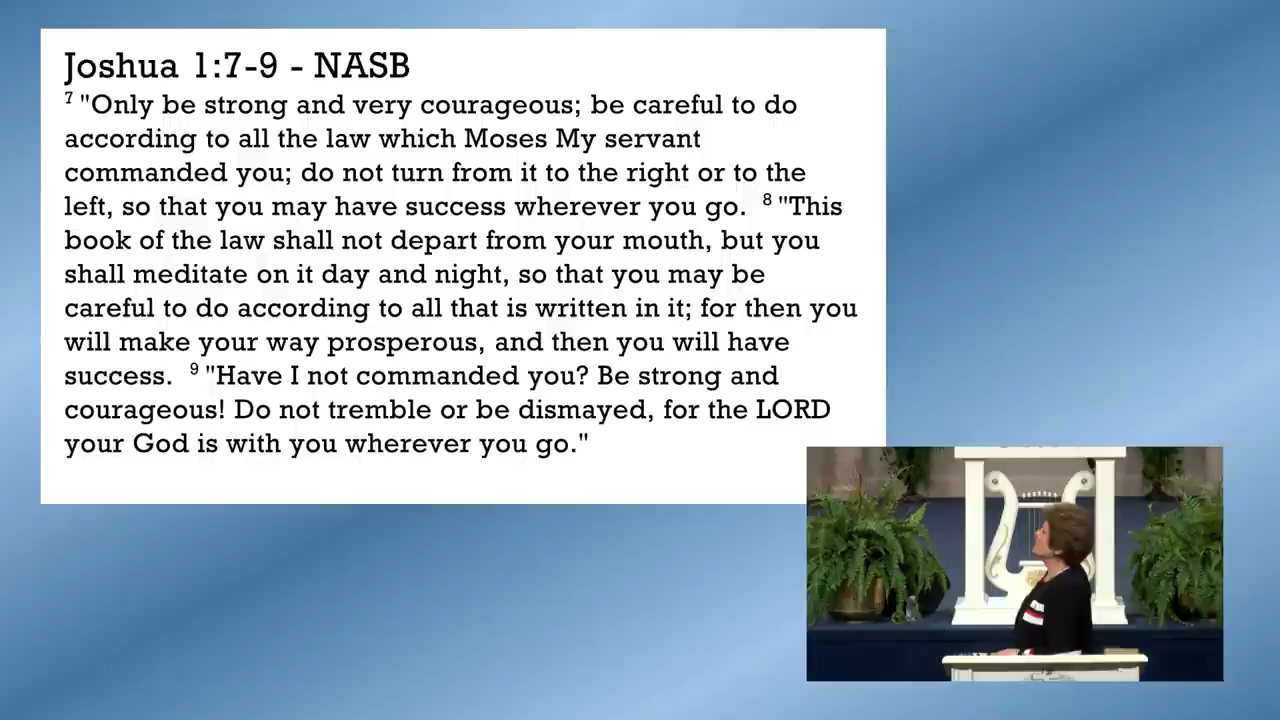 Joshua 1:7-9 - NASB
7 "Only be strong and very courageous; be careful to do
according to all the law which Moses My servant
commanded you; do not turn from it to the right or to the
left, so that you may have success wherever you go. 8 "This
book of the law shall not depart from your mouth, but you
shall meditate on it day and night, so that you may be
careful to do according to all that is written in it; for then you
will make your way prosperous, and then you will have
success. 9 "Have I not commanded you? Be strong and
courageous! Do not tremble or be dismayed, for the LORD
your God is with you wherever you go."